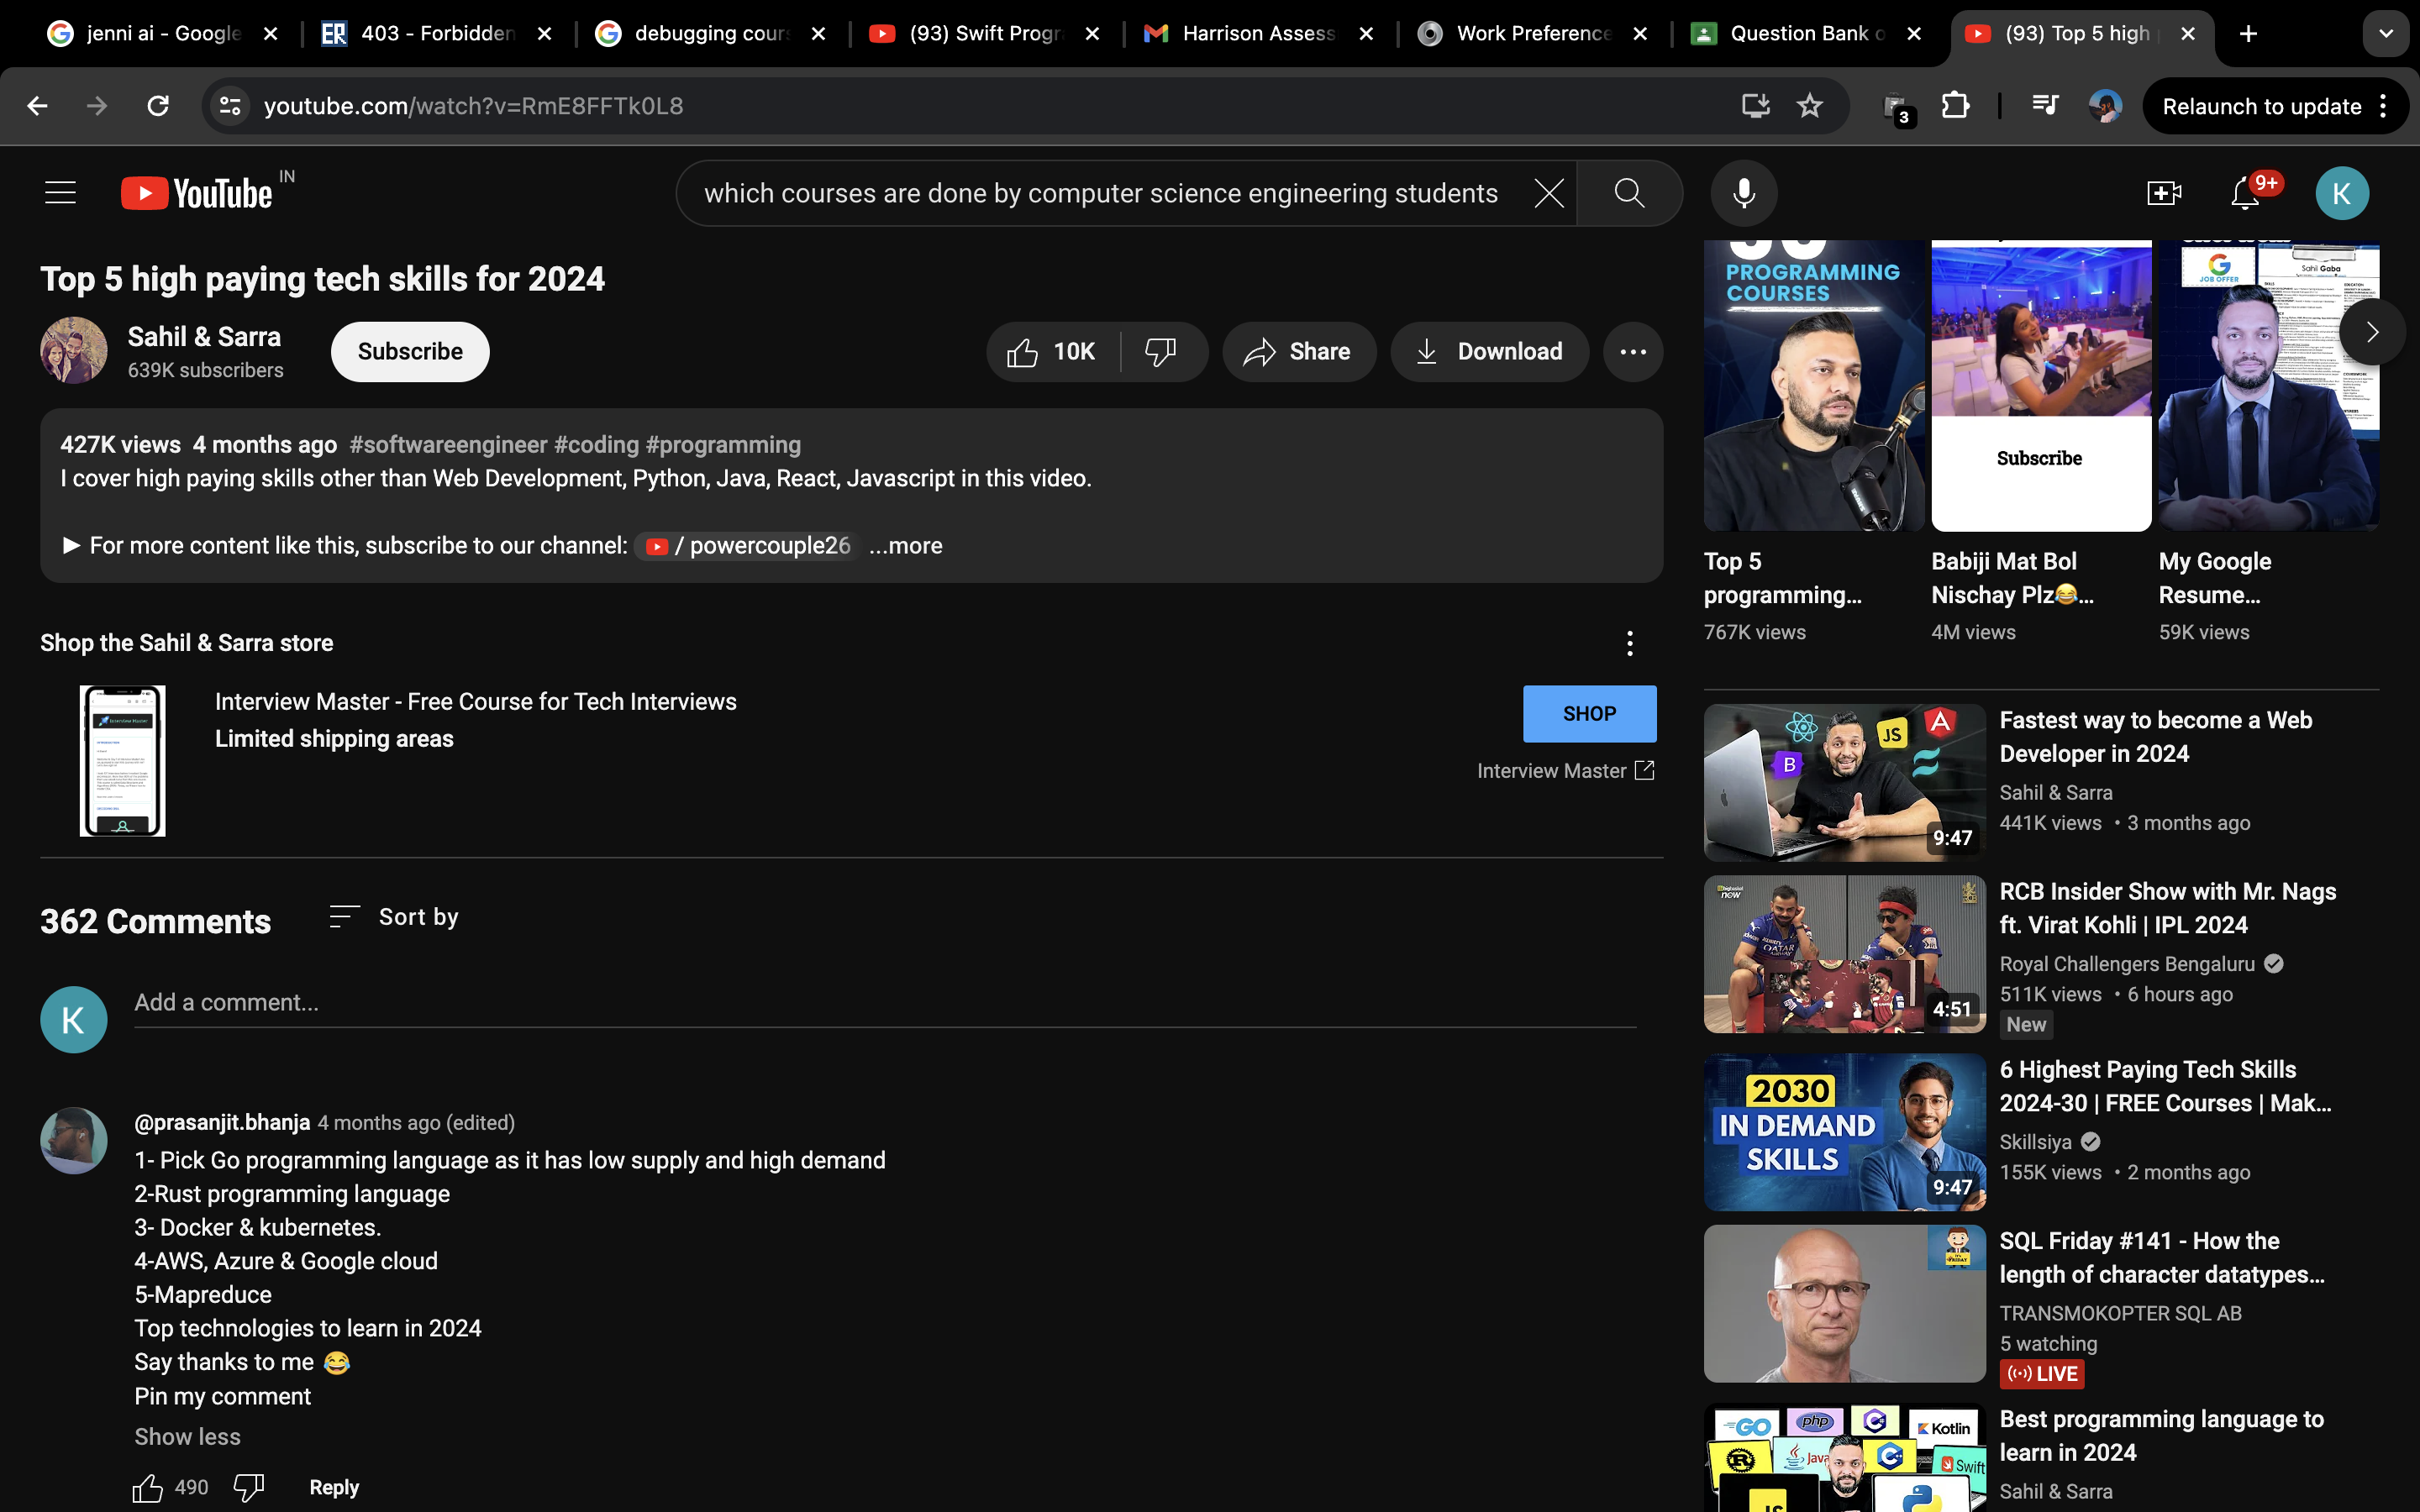 jenni ai - Google
403 - Forbidden
debugging cour
(93) Swift Progr
Harrison Assess
Work Preference
Question Bank o
(93) Top 5 high
youtube.com/watch?v=RmE8FFTk0L8
3
Relaunch to update
YouTube IN
which courses are done by computer science engineering students
9+
K
Top 5 high paying tech skills for 2024
Sahil & Sarra
639K subscribers
Subscribe
10K
Share
Download
427K views 4 months ago #softwareengineer #coding #programming
I cover high paying skills other than Web Development, Python, Java, React, Javascript in this video.
► For more content like this, subscribe to our channel: / powercouple26 ...more
Shop the Sahil & Sarra store
Interview Master - Free Course for Tech Interviews
Limited shipping areas
SHOP
Interview Master
362 Comments
Sort by
K
Add a comment...
@prasanjit.bhanja 4 months ago (edited)
1- Pick Go programming language as it has low supply and high demand
2-Rust programming language
3- Docker & kubernetes.
4-AWS, Azure & Google cloud
5-Mapreduce
Top technologies to learn in 2024
Say thanks to me 😂
Pin my comment
Show less
490
Reply
PROGRAMMING
COURSES
Subscribe
JOB OFFER
Sahil Gaba
Top 5
programming...
767K views
Babiji Mat Bol
Nischay Plz😂...
4M views
My Google
Resume...
59K views
JS
B
9:47
Fastest way to become a Web
Developer in 2024
Sahil & Sarra
441K views • 3 months ago
now
QATAR
4:51
RCB Insider Show with Mr. Nags
ft. Virat Kohli | IPL 2024
Royal Challengers Bengaluru
511K views • 6 hours ago
New
2030
IN DEMAND
SKILLS
9:47
6 Highest Paying Tech Skills
2024-30 | FREE Courses | Mak...
Skillsiya
155K views • 2 months ago
SQL Friday #141 - How the
length of character datatypes...
TRANSMOKOPTER SQL AB
5 watching
LIVE
GO
php
Kotlin
Java
Swift
JS
Best programming language to
learn in 2024
Sahil & Sarra